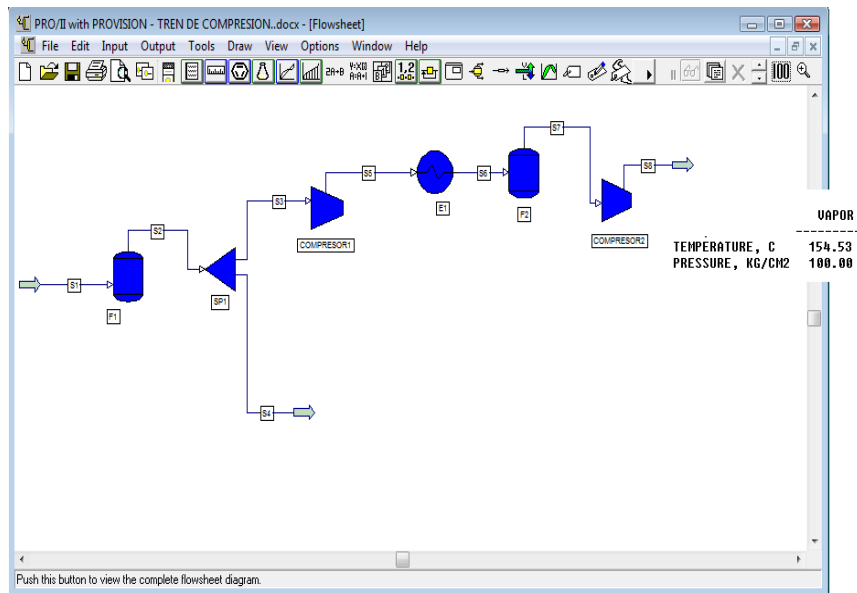 PRO/II with PROVISION - TREN DE COMPRESION..docx - [Flowsheet]
File Edit Input Output Tools Draw View Options Window Help
S7
S5
S6
S8
E1
F2
S3
COMPRESOR1
COMPRESOR2
VAPOR
TEMPERATURE, C 154.53
PRESSURE, KG/CM2 100.00
S2
S1
SP1
F1
S4
Push this button to view the complete flowsheet diagram.